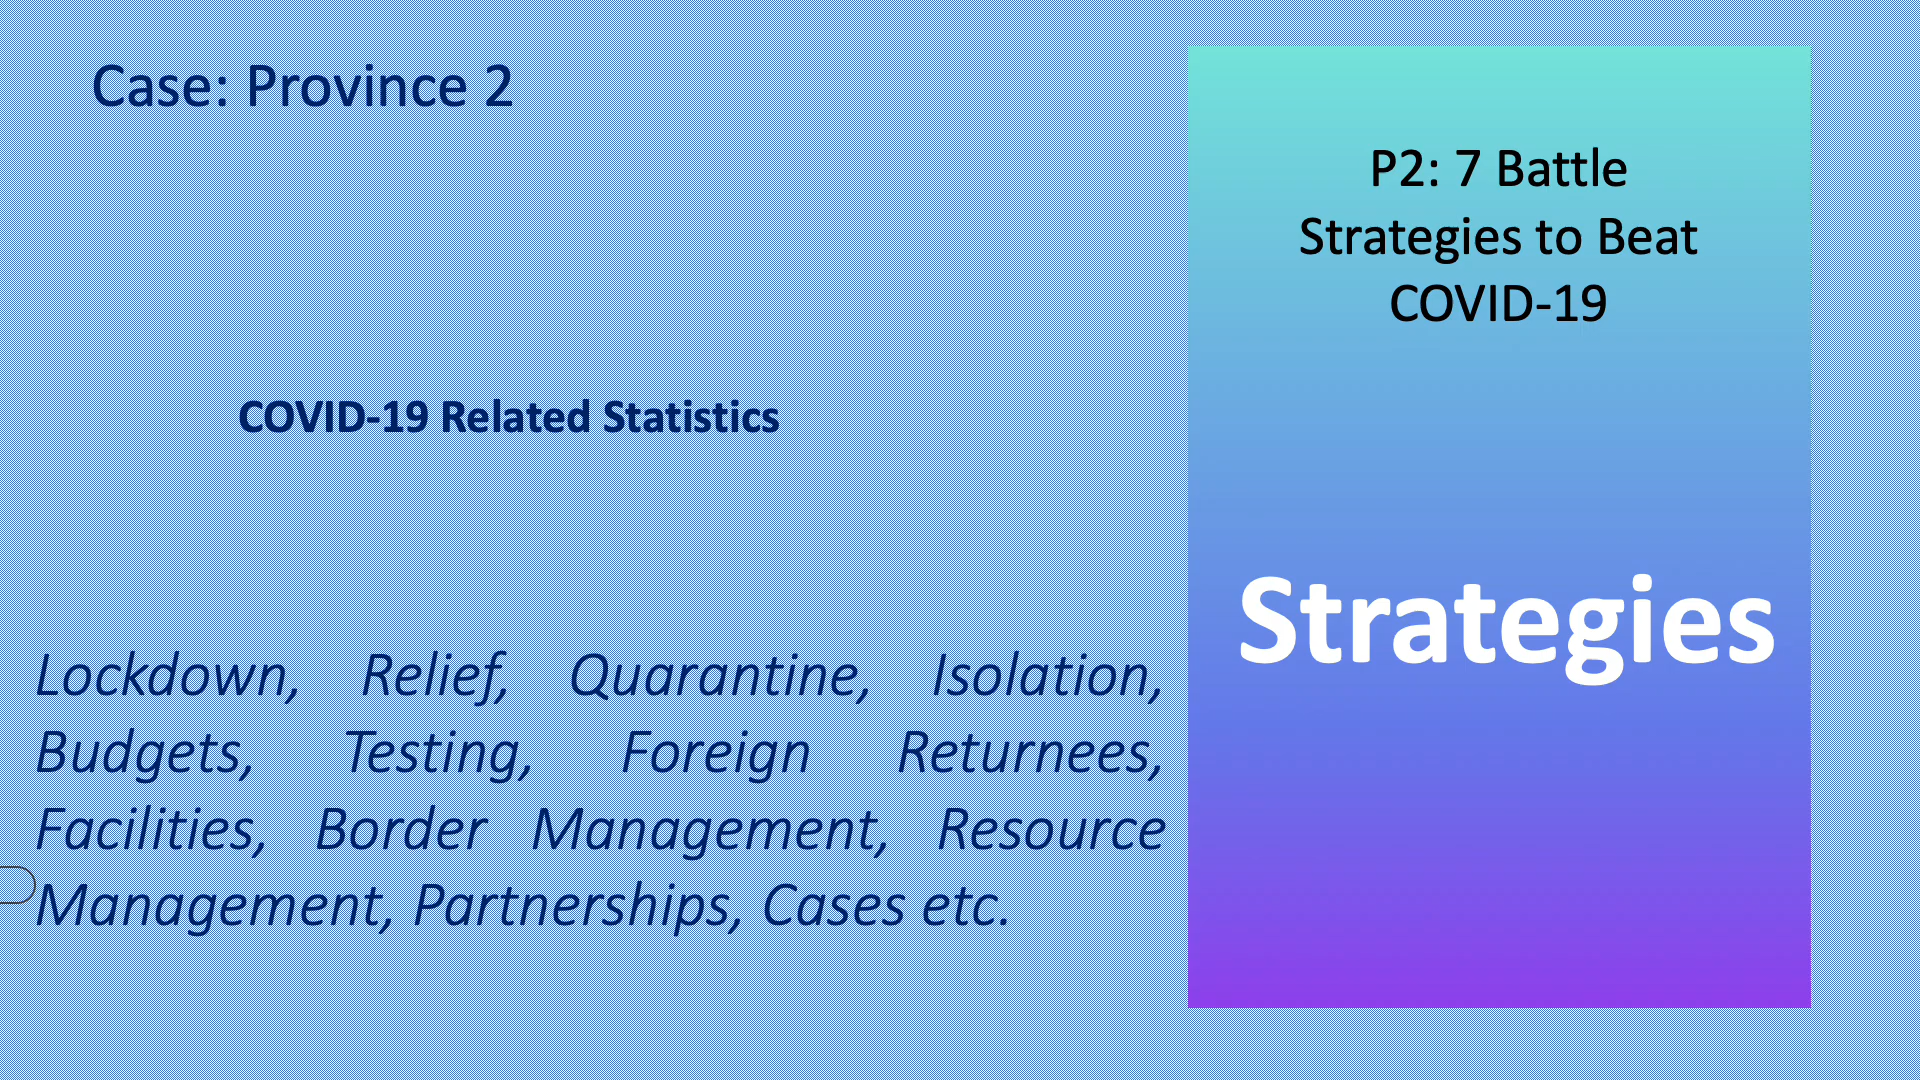 Case: Province 2
COVID-19 Related Statistics
Lockdown, Relief, Quarantine, Isolation,
Budgets, Testing, Foreign Returnees,
Facilities, Border Management, Resource
Management, Partnerships, Cases etc.
P2: 7 Battle
Strategies to Beat
COVID-19
Strategies